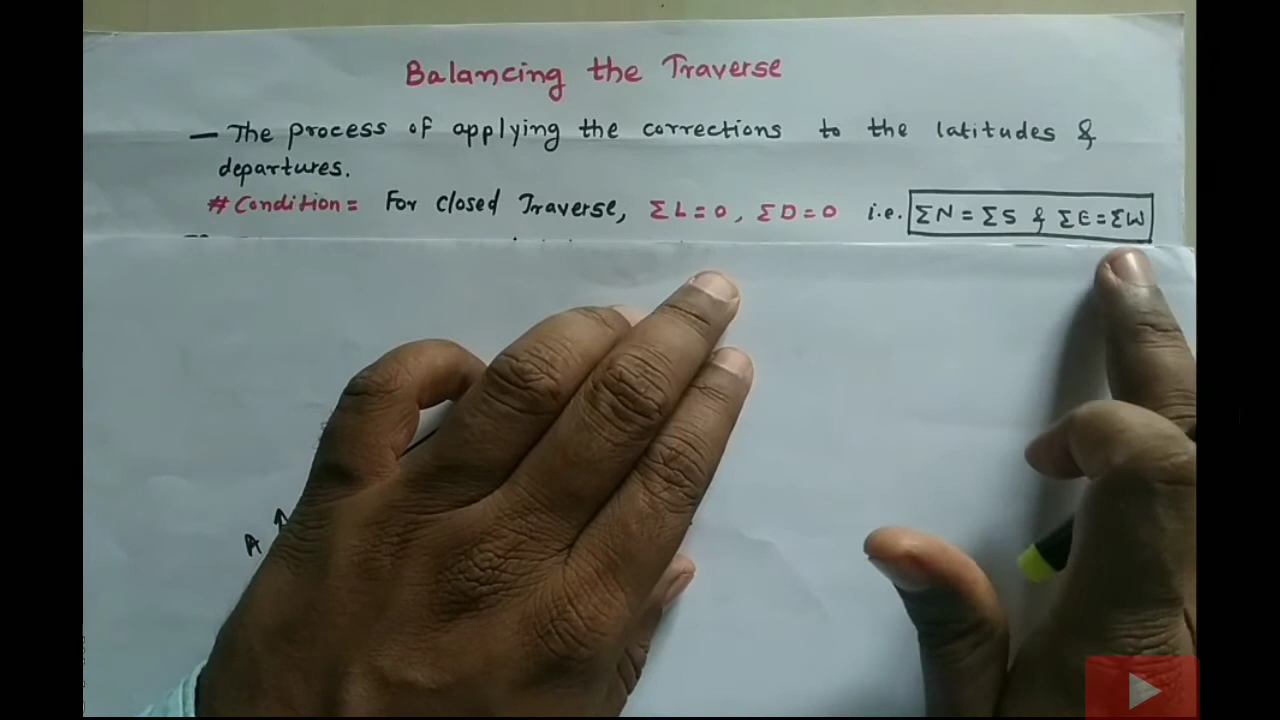 Balancing the Traverse
— The process of applying the corrections to the latitudes &
departures.
# Condition = For closed Traverse, ΣL=0, ΣD=0 i.e. ΣN = ΣS & ΣE=ΣW
A